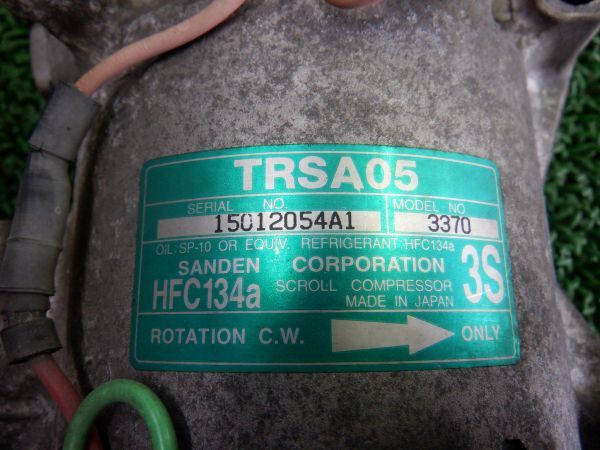 TRSA05
SERIAL NO. MODEL NO.
15012054A1 3370
OIL:SP-10 OR EQUIV. REFRIGERANT:HFC134a
SANDEN CORPORATION 3S
HFC134a SCROLL COMPRESSOR
MADE IN JAPAN
ROTATION C.W. ONLY